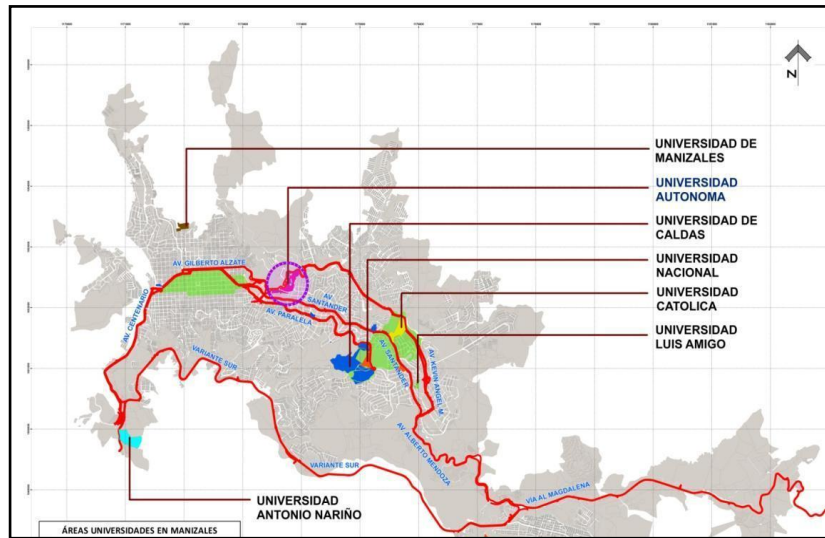 N
UNIVERSIDAD DE
MANIZALES
UNIVERSIDAD
AUTONOMA
UNIVERSIDAD DE
CALDAS
UNIVERSIDAD
NACIONAL
UNIVERSIDAD
CATOLICA
UNIVERSIDAD
LUIS AMIGO
AV. GILBERTO ALZATE
AV. CENTENARIO
AV.
SANTANDER
AV. PARALELA
VARIANTE SUR
AV. SANTANDER
AV. KEVIN ANGEL M.
AV. ALBERTO MENDOZA
VARIANTE SUR
VIA AL MAGDALENA
UNIVERSIDAD
ANTONIO NARIÑO
ÁREAS UNIVERSIDADES EN MANIZALES